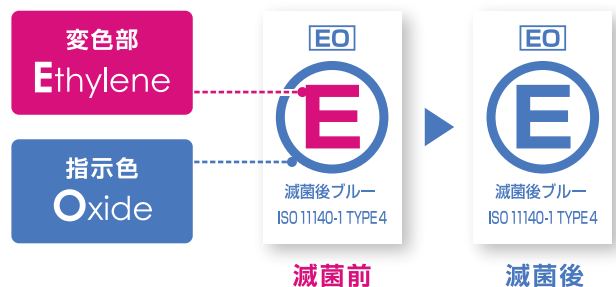 変色部
Ethylene
指示色
Oxide
EO
E
滅菌後ブルー
ISO 11140-1 TYPE4
滅菌前
EO
E
滅菌後ブルー
ISO 11140-1 TYPE4
滅菌後